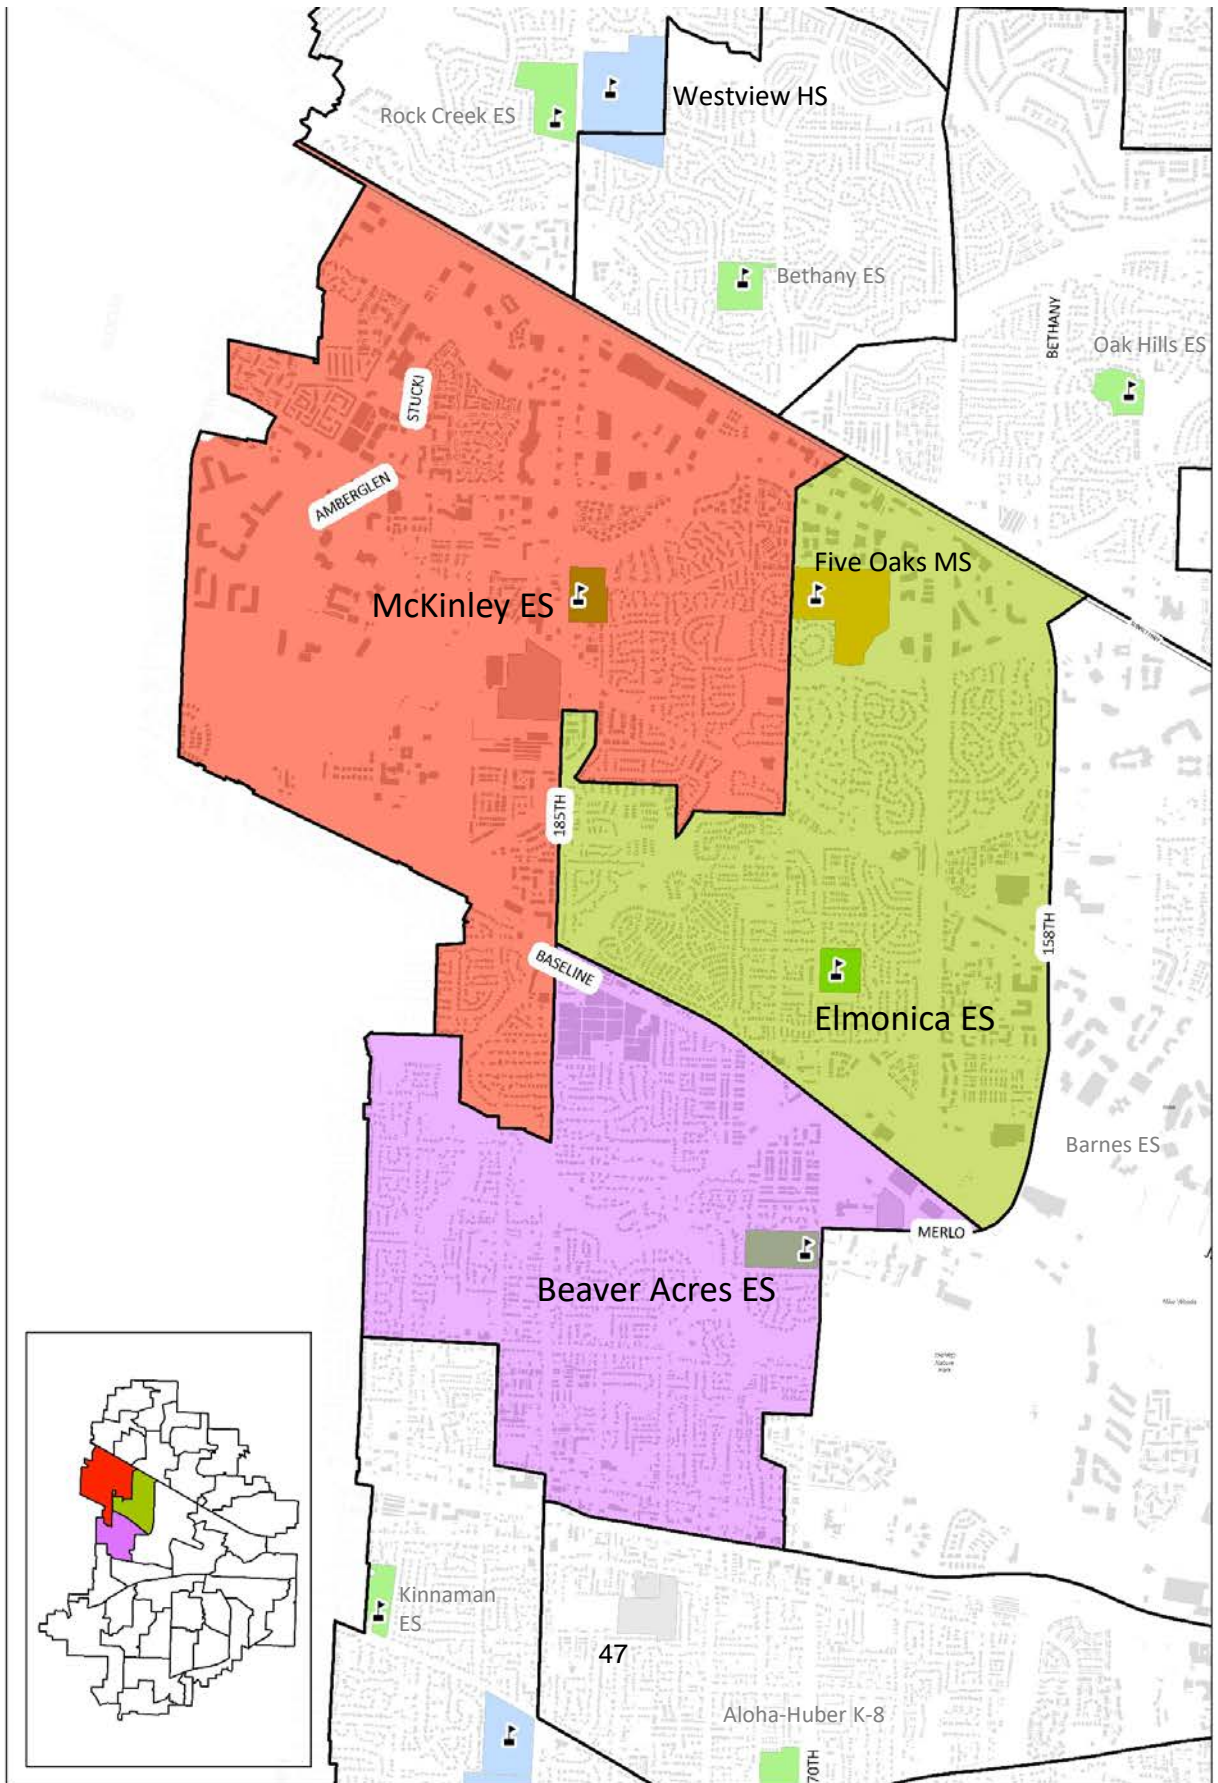 Westview HS
Rock Creek ES
Bethany ES
BETHANY
Oak Hills ES
STUCKI
AMBERGLEN
Five Oaks MS
McKinley ES
185TH
158TH
BASELINE
Elmonica ES
Barnes ES
MERLO
Beaver Acres ES
Kinnaman
ES
47
Aloha-Huber K-8
70TH